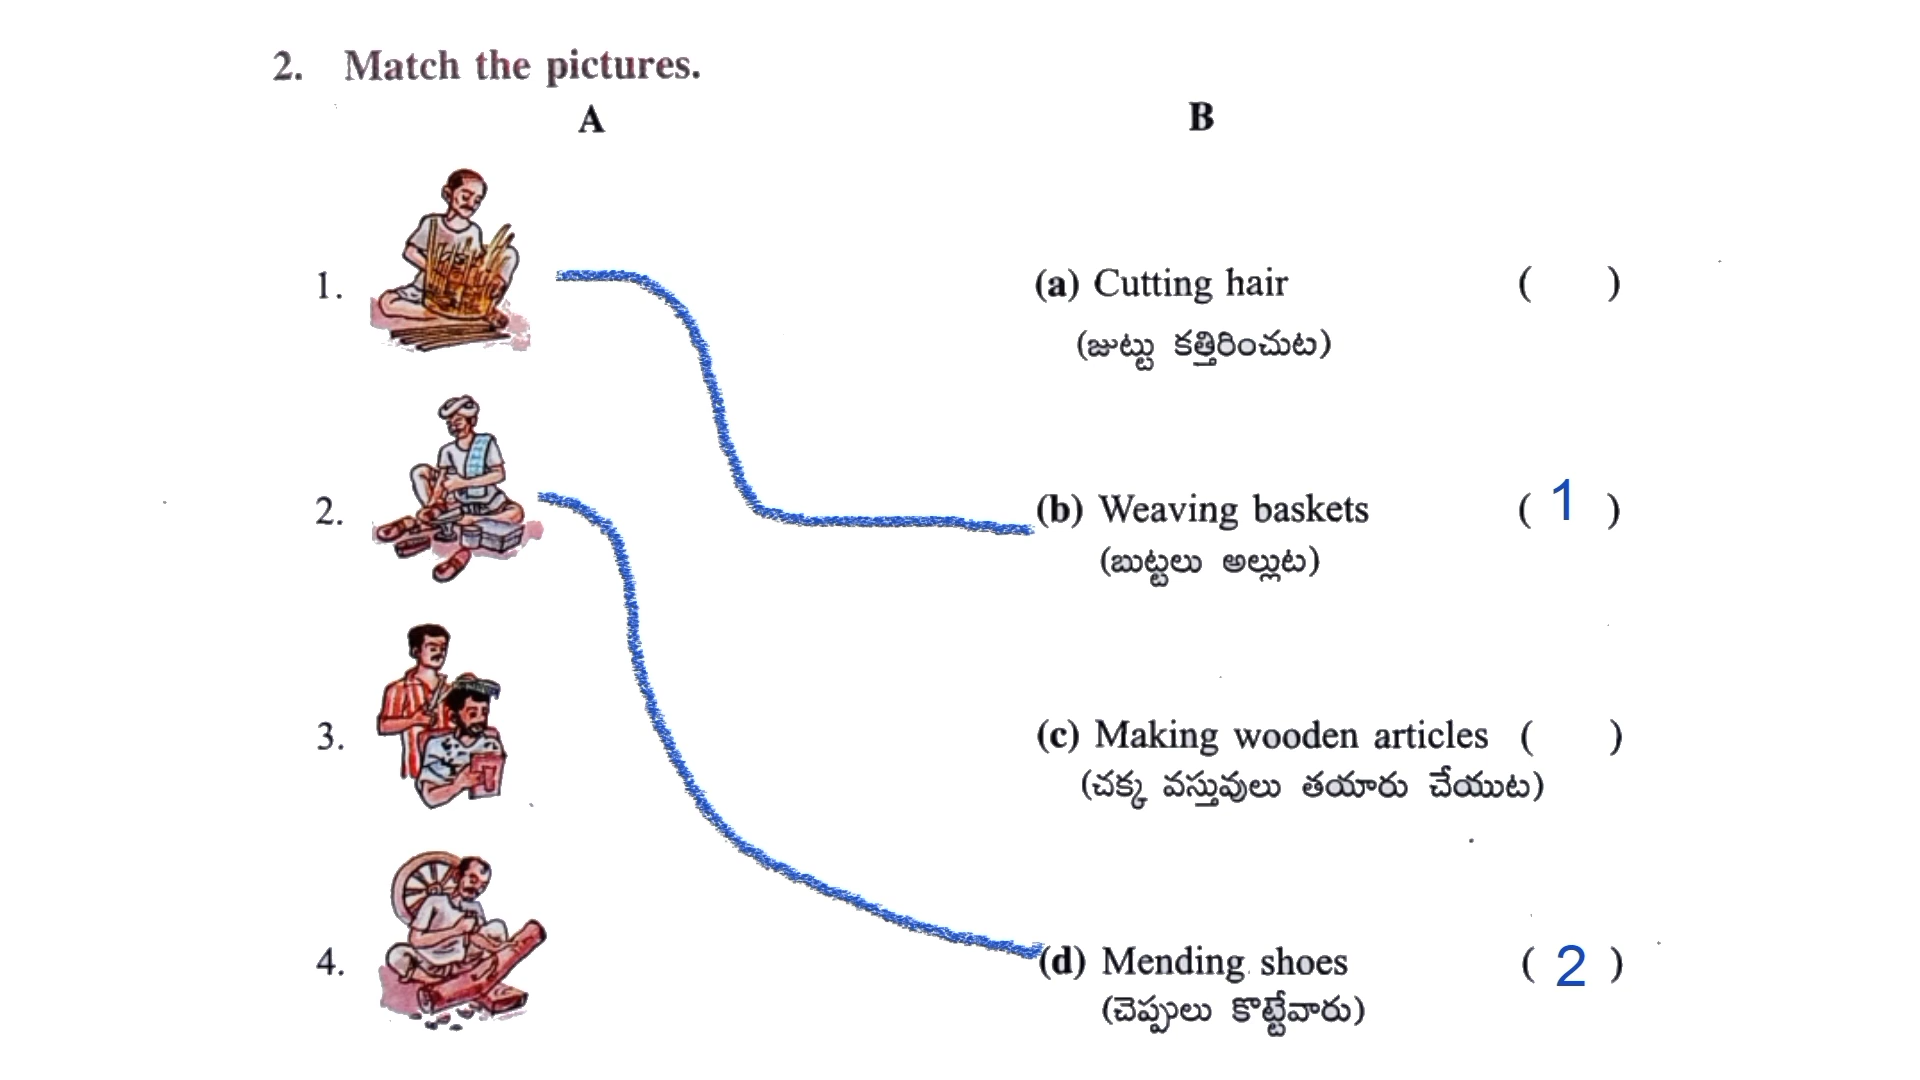 2. Match the pictures.
A B
1. (a) Cutting hair ( )
(జుట్టు కత్తిరించుట)
2. (b) Weaving baskets ( 1 )
(బుట్టలు అల్లుట)
3. (c) Making wooden articles ( )
(చక్క వస్తువులు తయారు చేయుట)
4. (d) Mending shoes ( 2 )
(చెప్పులు కొట్టేవారు)